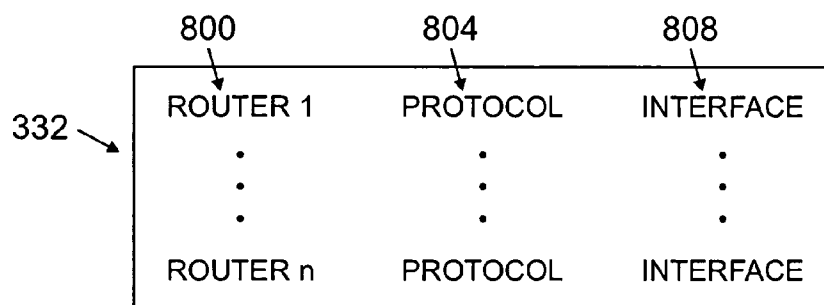 800 804 808
ROUTER 1 PROTOCOL INTERFACE
332
ROUTER n PROTOCOL INTERFACE